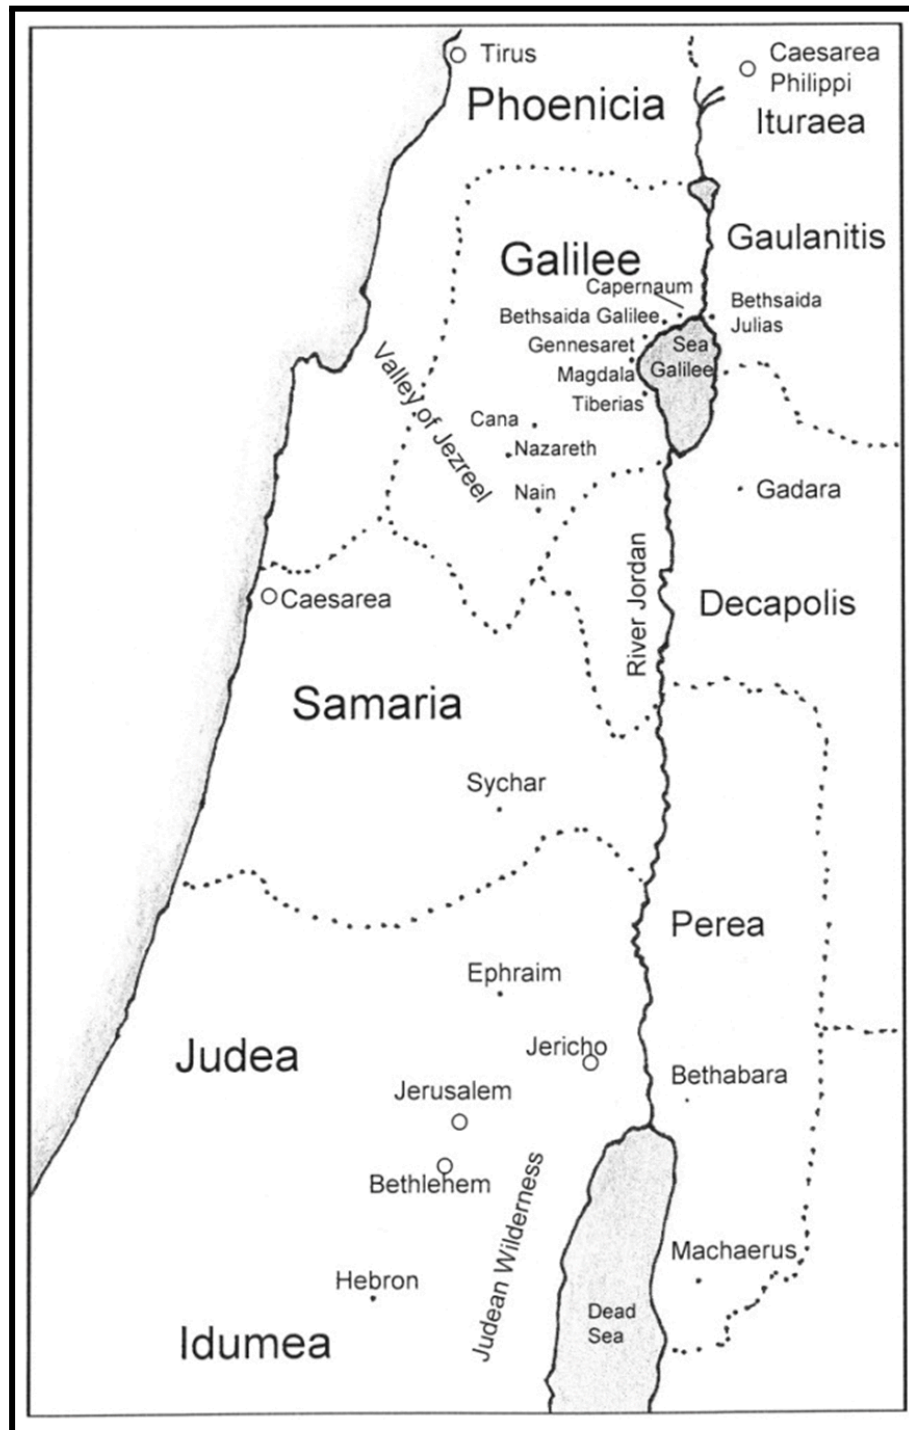 Tirus
Caesarea
Philippi
Phoenicia
Ituraea
Gaulanitis
Galilee
Capernaum
Bethsaida
Julias
Bethsaida Galilee
Gennesaret
Sea
Galilee
Magdala
Tiberias
Valley of Jezreel
Cana
Nazareth
Nain
Gadara
River Jordan
Caesarea
Decapolis
Samaria
Sychar
Perea
Ephraim
Jericho
Judea
Bethabara
Jerusalem
Bethlehem
Judean Wilderness
Machaerus
Hebron
Dead
Sea
Idumea